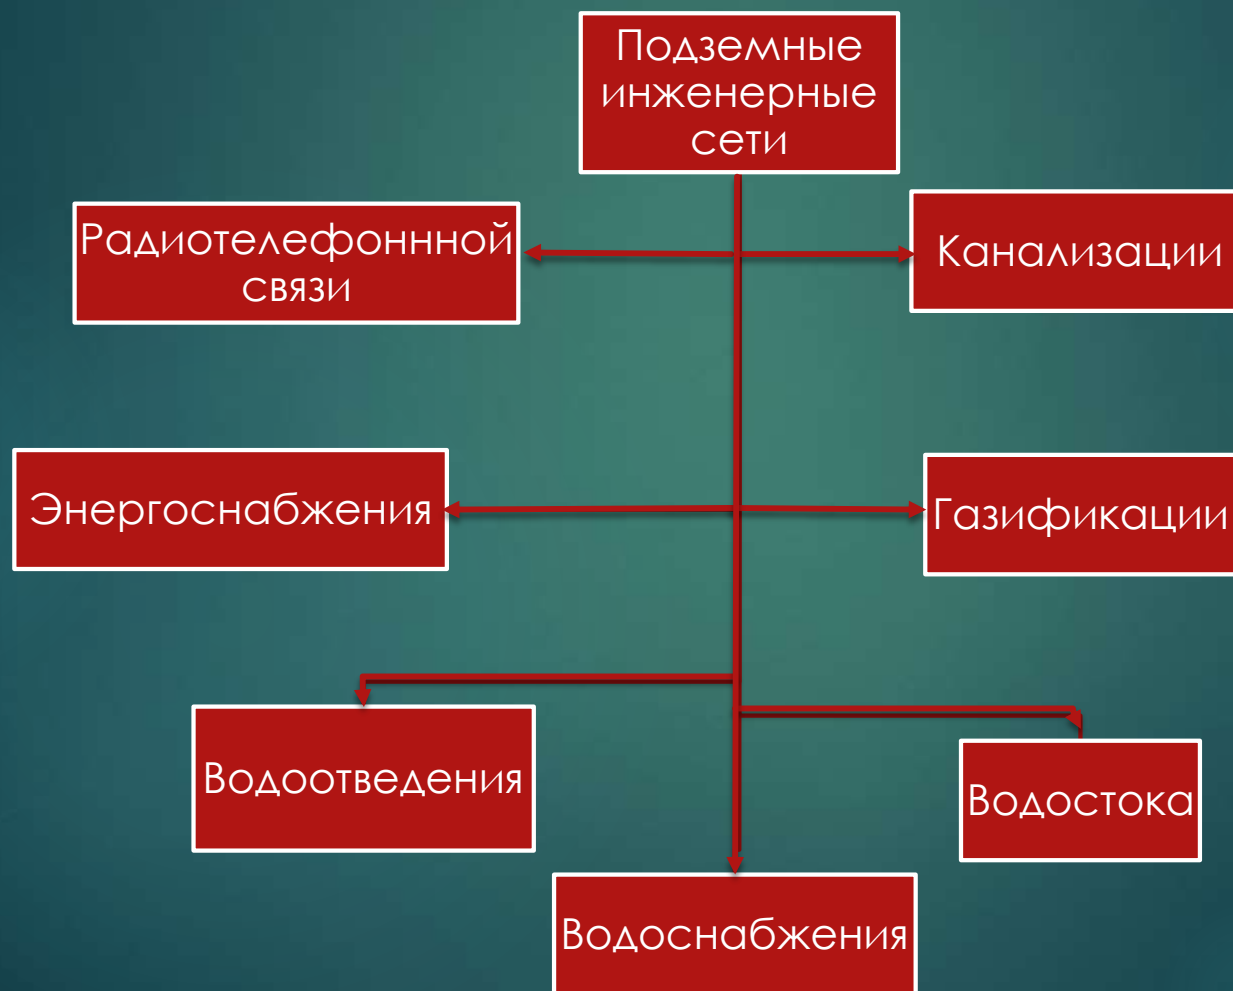 Подземные
инженерные
сети
Радиотелефоннной
связи
Канализации
Энергоснабжения
Газификации
Водоотведения
Водостока
Водоснабжения